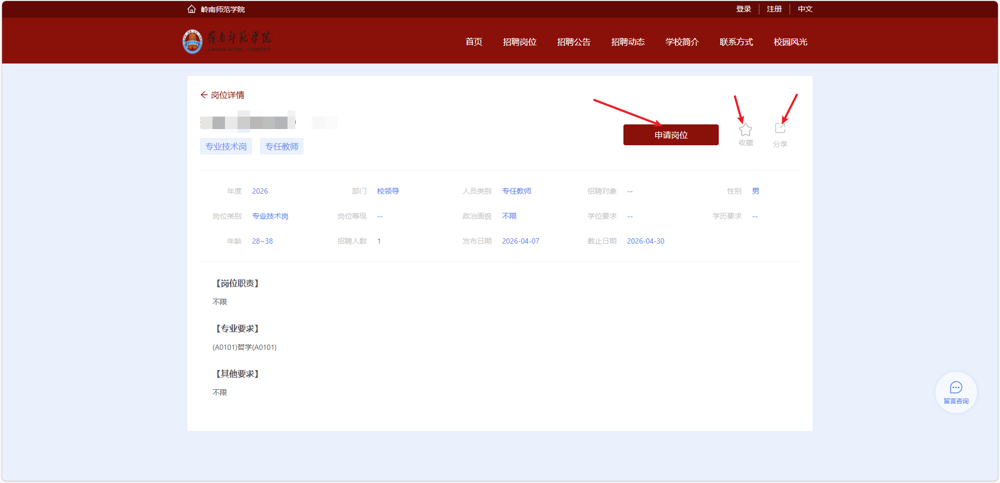 岭南师范学院
登录 注册 中文
嶺南師範學院
LINGNAN NORMAL UNIVERSITY
首页 招聘岗位 招聘公告 招聘动态 学校简介 联系方式 校园风光
岗位详情
申请岗位 收藏 分享
专业技术岗 专任教师
年度 2026 部门 校领导 人员类别 专任教师 招聘对象 -- 性别 男
岗位类别 专业技术岗 岗位等级 -- 政治面貌 不限 学位要求 -- 学历要求 --
年龄 28~38 招聘人数 1 发布日期 2026-04-07 截止日期 2026-04-30
【岗位职责】
不限
【专业要求】
(A0101)哲学(A0101)
【其他要求】
不限
留言咨询